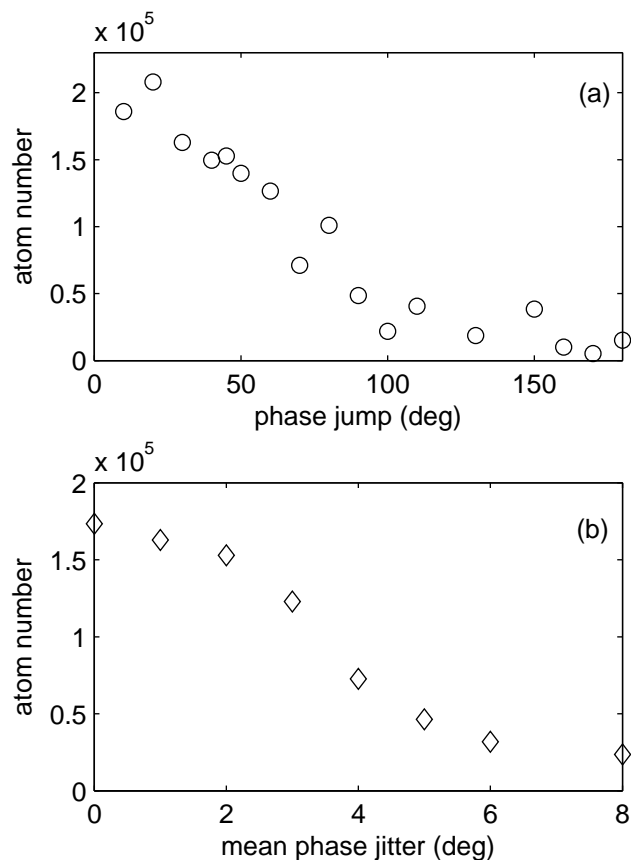 x 10^5
2
1.5
1
0.5
0
atom number
(a)
0 50 100 150
phase jump (deg)
x 10^5
2
1.5
1
0.5
0
atom number
(b)
0 2 4 6 8
mean phase jitter (deg)